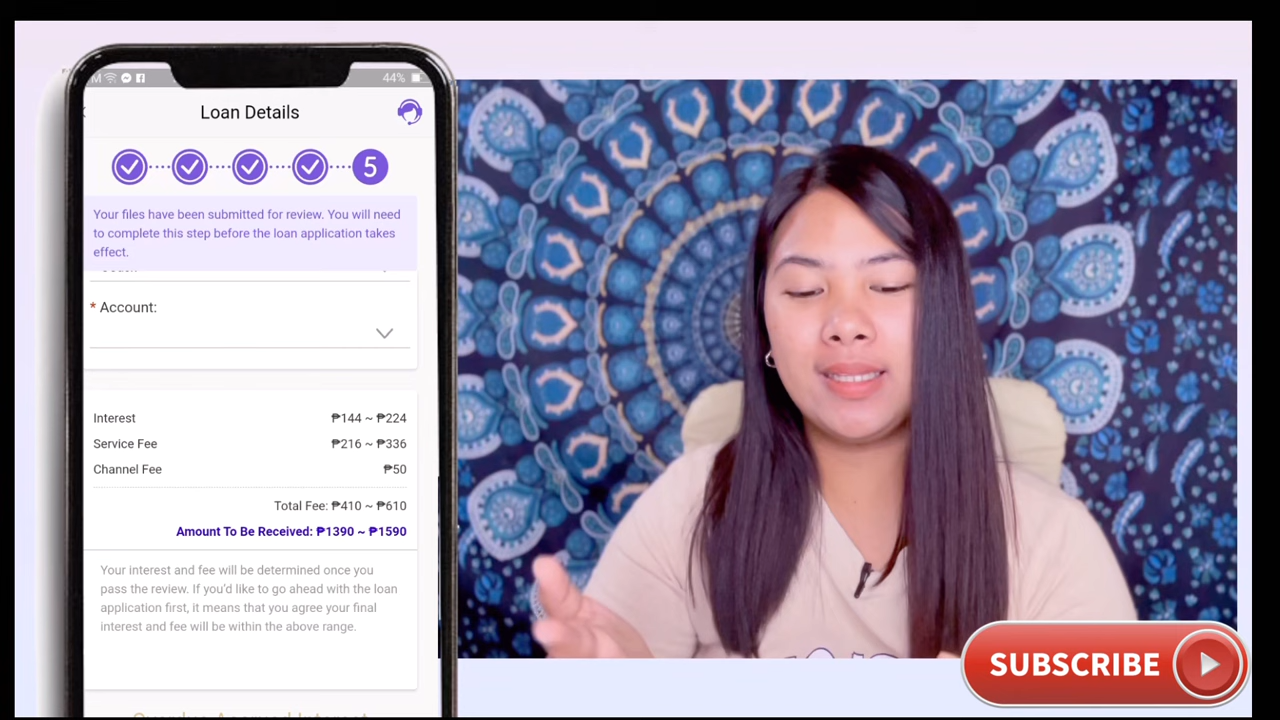 44%
Loan Details
5
Your files have been submitted for review. You will need
to complete this step before the loan application takes
effect.
* Account:
Interest ₱144 ~ ₱224
Service Fee ₱216 ~ ₱336
Channel Fee ₱50
Total Fee: ₱410 ~ ₱610
Amount To Be Received: ₱1390 ~ ₱1590
Your interest and fee will be determined once you
pass the review. If you'd like to go ahead with the loan
application first, it means that you agree your final
interest and fee will be within the above range.
SUBSCRIBE